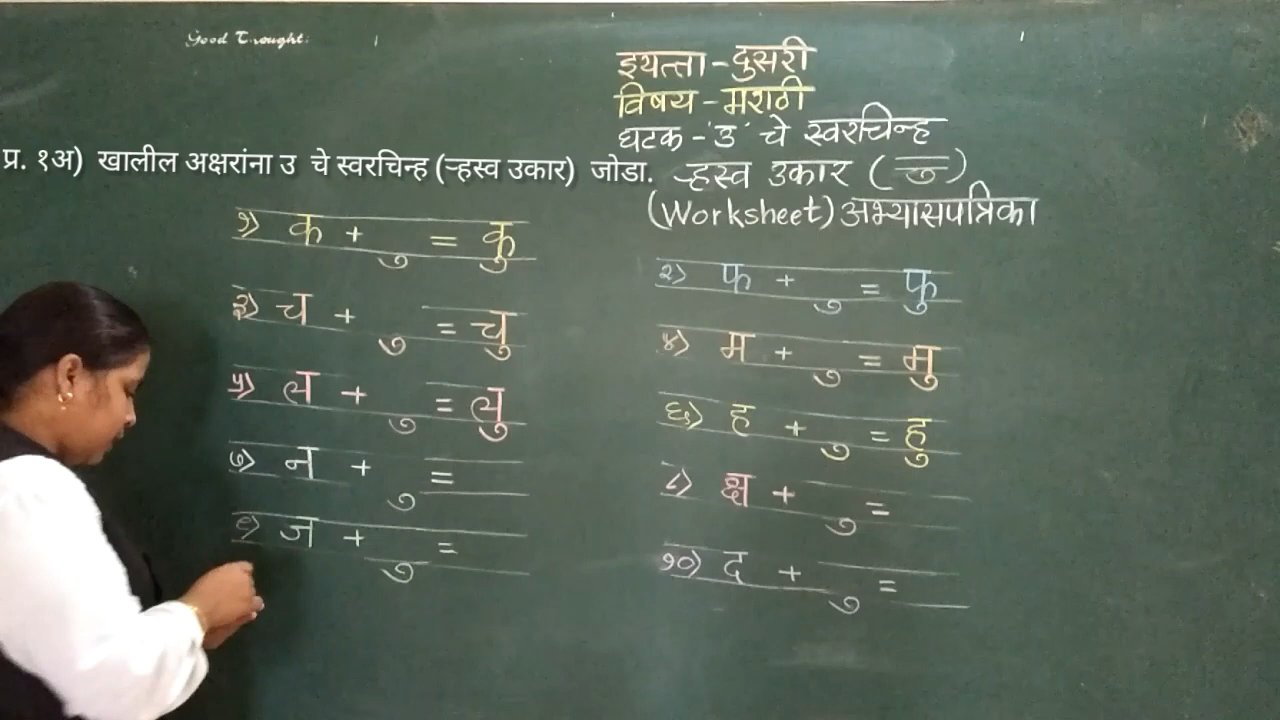 Good Trought:
इयत्ता - दुसरी
विषय - मराठी
घटक - 'उ' चे स्वरचिन्ह
प्र. १अ) खालील अक्षरांना उ चे स्वरचिन्ह (ऱ्हस्व उकार) जोडा.
ऱ्हस्व उकार ( ु )
(Worksheet) अभ्यासपत्रिका
१) क + ु = कु
२) फ + ु = फु
३) च + ु = चु
४) म + ु = मु
५) ल + ु = लु
६) ह + ु = हु
७) न + ु =
८) क्ष + ु =
९) ज + ु =
१०) द + ु =